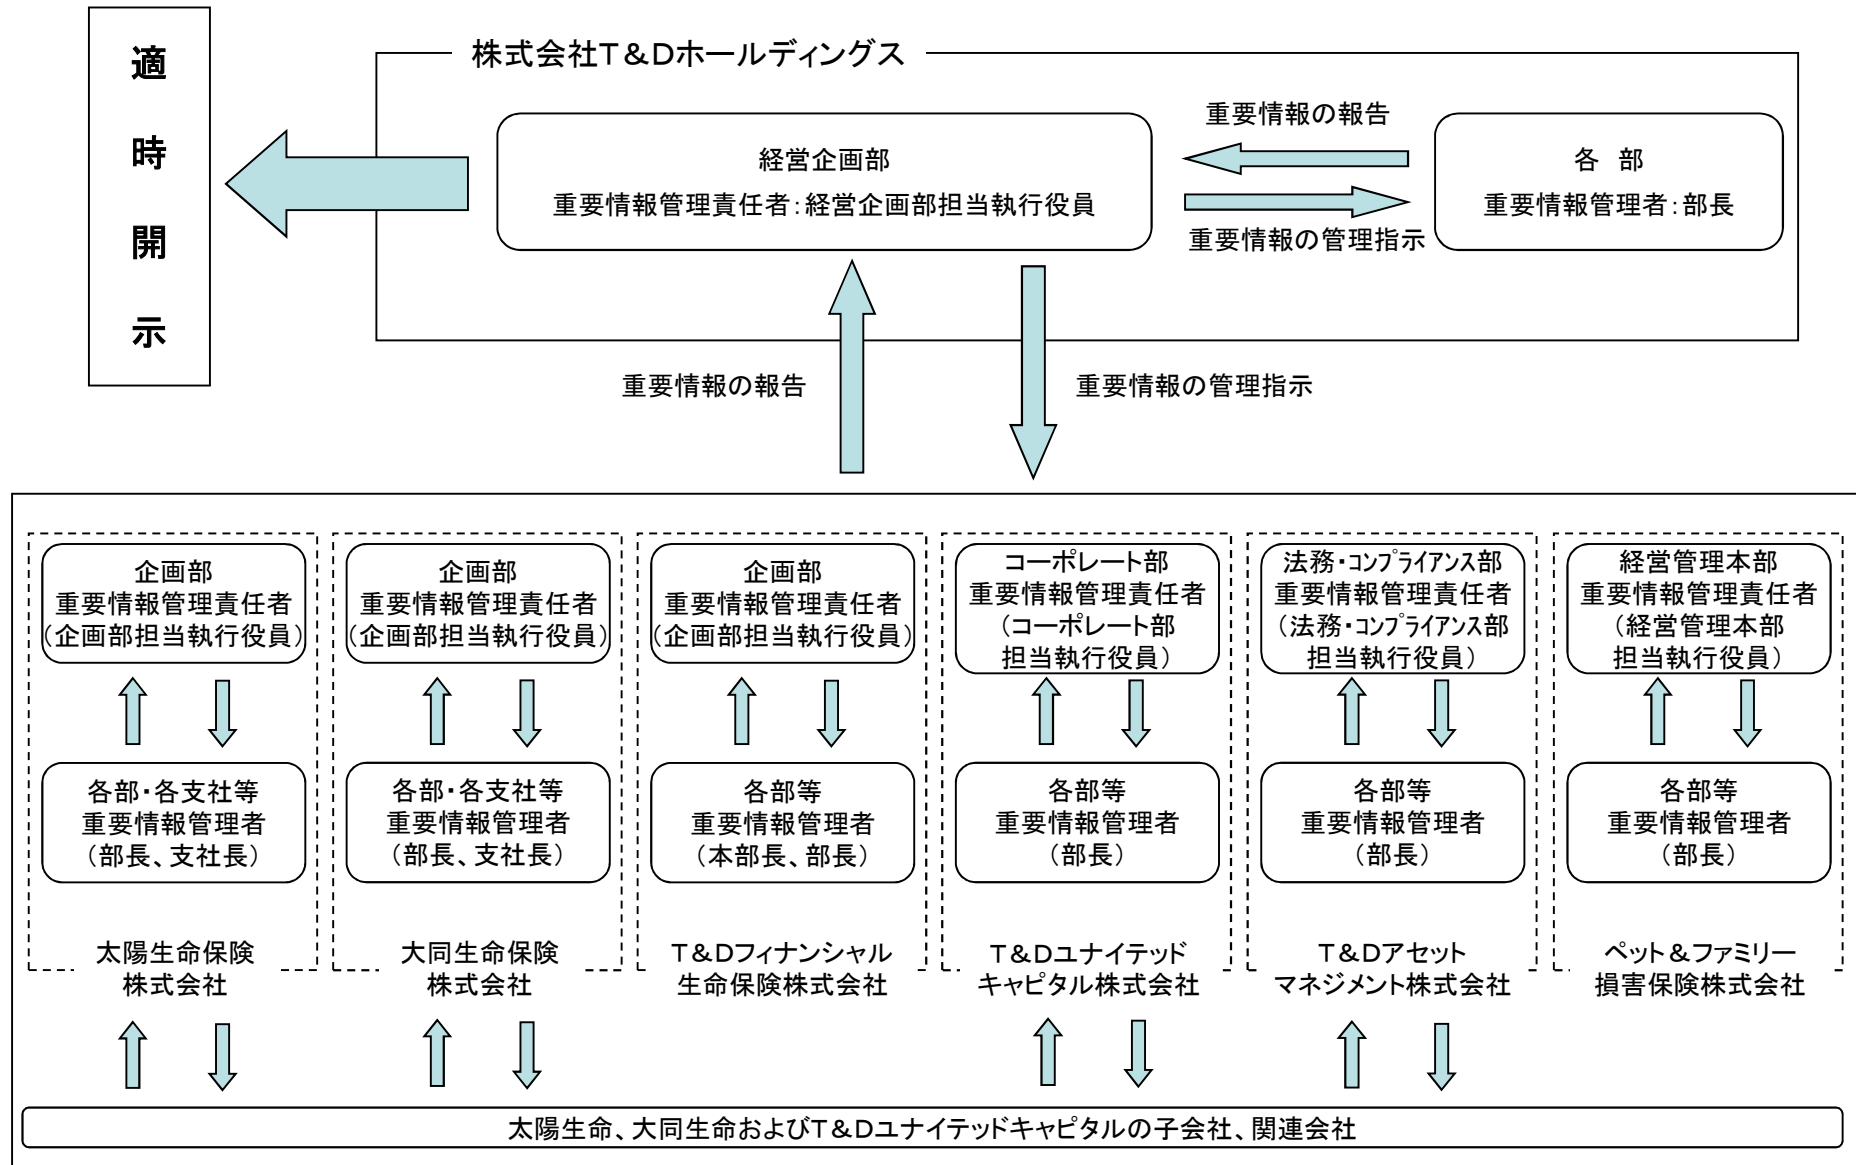 適
時
開
示
株式会社T＆Dホールディングス
経営企画部
重要情報管理責任者：経営企画部担当執行役員
重要情報の報告
重要情報の管理指示
各　部
重要情報管理者：部長
重要情報の報告
重要情報の管理指示
企画部
重要情報管理責任者
（企画部担当執行役員）
各部・各支社等
重要情報管理者
（部長、支社長）
太陽生命保険
株式会社
企画部
重要情報管理責任者
（企画部担当執行役員）
各部・各支社等
重要情報管理者
（部長、支社長）
大同生命保険
株式会社
企画部
重要情報管理責任者
（企画部担当執行役員）
各部等
重要情報管理者
（本部長、部長）
T＆Dフィナンシャル
生命保険株式会社
コーポレート部
重要情報管理責任者
（コーポレート部
担当執行役員）
各部等
重要情報管理者
（部長）
T＆Dユナイテッド
キャピタル株式会社
法務・コンプライアンス部
重要情報管理責任者
（法務・コンプライアンス部
担当執行役員）
各部等
重要情報管理者
（部長）
T＆Dアセット
マネジメント株式会社
経営管理本部
重要情報管理責任者
（経営管理本部
担当執行役員）
各部等
重要情報管理者
（部長）
ペット＆ファミリー
損害保険株式会社
太陽生命、大同生命およびT＆Dユナイテッドキャピタルの子会社、関連会社